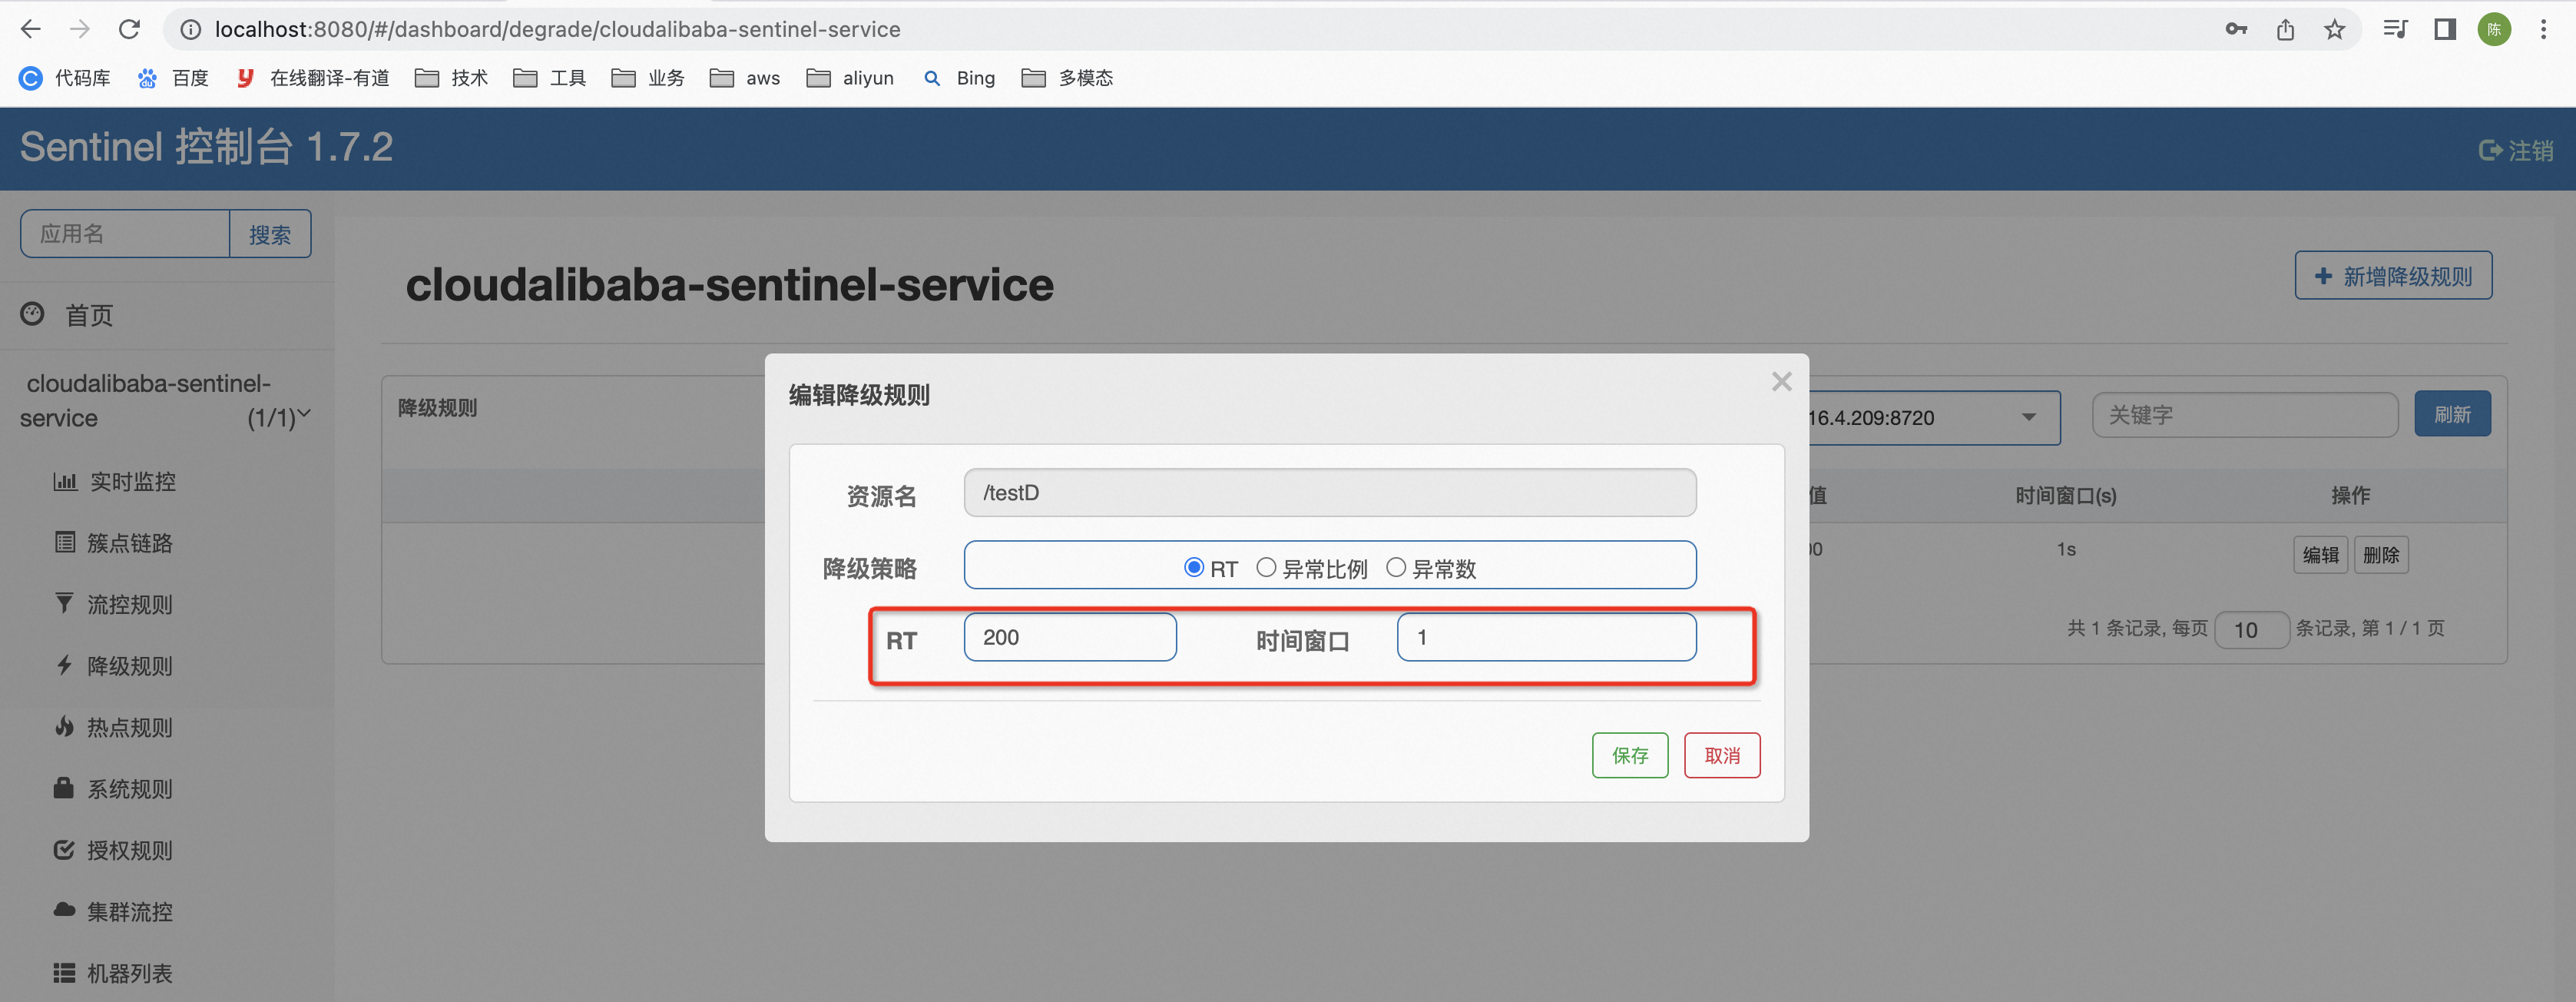 localhost:8080/#/dashboard/degrade/cloudalibaba-sentinel-service
陈
代码库 百度 在线翻译-有道 技术 工具 业务 aws aliyun Bing 多模态
Sentinel 控制台 1.7.2
注销
应用名 搜索
首页
cloudalibaba-sentinel-
service (1/1)
实时监控
簇点链路
流控规则
降级规则
热点规则
系统规则
授权规则
集群流控
机器列表
cloudalibaba-sentinel-service
新增降级规则
降级规则
16.4.209:8720 关键字 刷新
值 时间窗口(s) 操作
00 1s 编辑 删除
共 1 条记录, 每页 10 条记录, 第 1 / 1 页
编辑降级规则
资源名 /testD
降级策略 RT 异常比例 异常数
RT 200 时间窗口 1
保存 取消